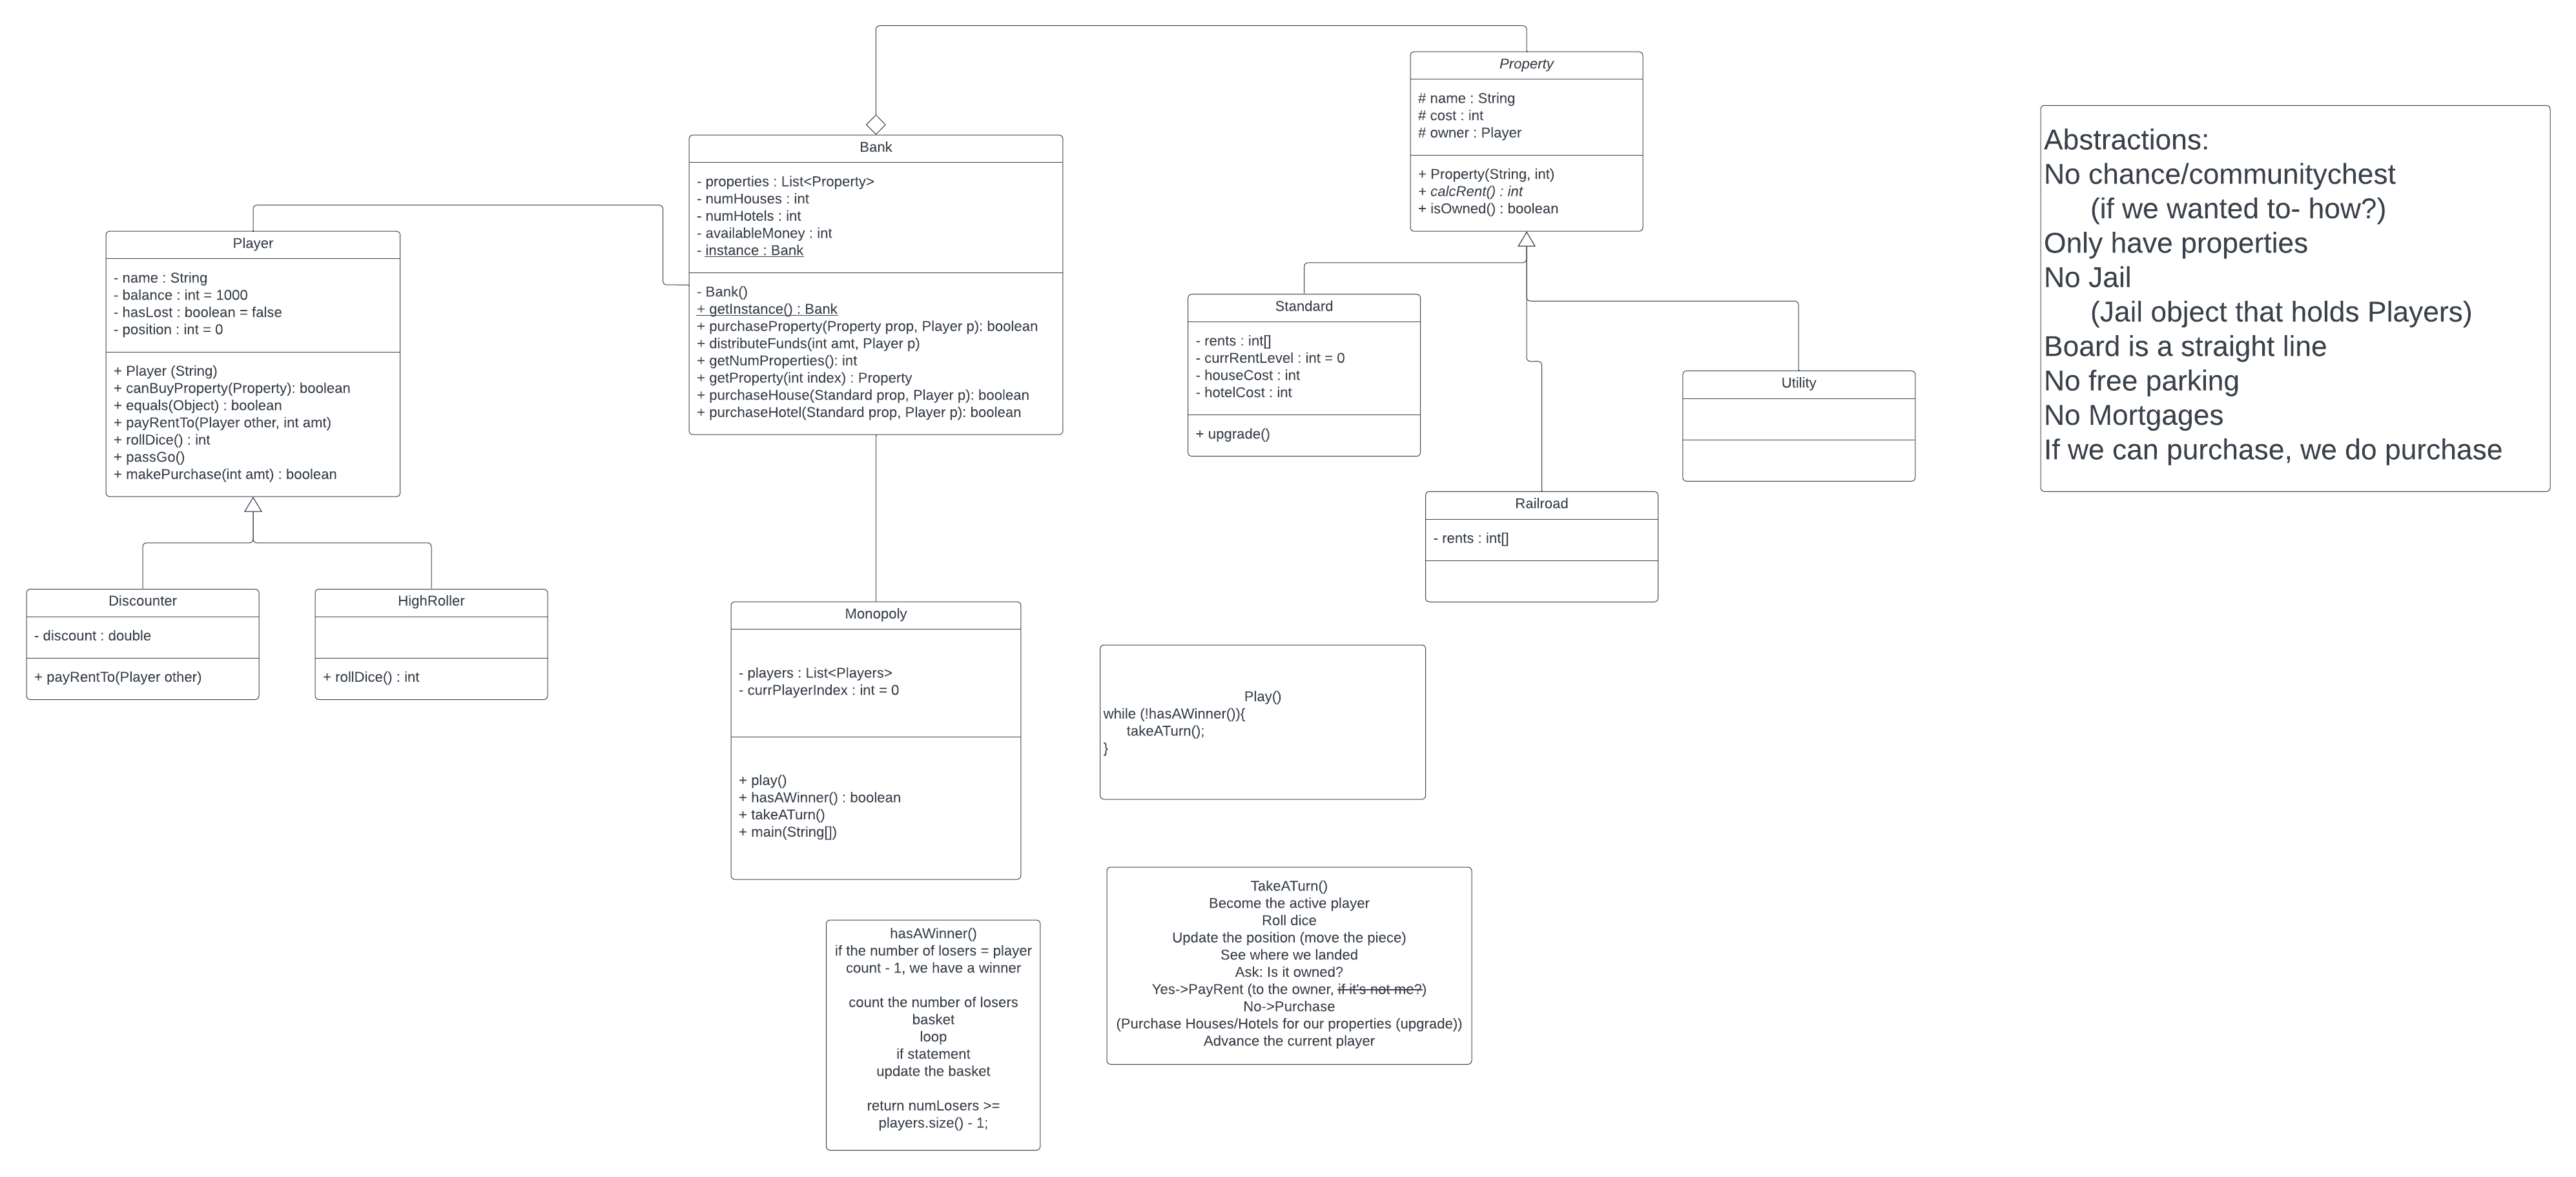 Property
# name : String
# cost : int
# owner : Player
+ Property(String, int)
+ calcRent() : int
+ isOwned() : boolean
Abstractions:
No chance/communitychest
(if we wanted to- how?)
Only have properties
No Jail
(Jail object that holds Players)
Board is a straight line
No free parking
No Mortgages
If we can purchase, we do purchase
Bank
- properties : List<Property>
- numHouses : int
- numHotels : int
- availableMoney : int
- instance : Bank
- Bank()
+ getInstance() : Bank
+ purchaseProperty(Property prop, Player p): boolean
+ distributeFunds(int amt, Player p)
+ getNumProperties(): int
+ getProperty(int index) : Property
+ purchaseHouse(Standard prop, Player p): boolean
+ purchaseHotel(Standard prop, Player p): boolean
Player
- name : String
- balance : int = 1000
- hasLost : boolean = false
- position : int = 0
+ Player (String)
+ canBuyProperty(Property): boolean
+ equals(Object) : boolean
+ payRentTo(Player other, int amt)
+ rollDice() : int
+ passGo()
+ makePurchase(int amt) : boolean
Standard
- rents : int[]
- currRentLevel : int = 0
- houseCost : int
- hotelCost : int
+ upgrade()
Utility
Railroad
- rents : int[]
Discounter
- discount : double
+ payRentTo(Player other)
HighRoller
+ rollDice() : int
Monopoly
- players : List<Players>
- currPlayerIndex : int = 0
+ play()
+ hasAWinner() : boolean
+ takeATurn()
+ main(String[])
Play()
while (!hasAWinner()){
takeATurn();
}
TakeATurn()
Become the active player
Roll dice
Update the position (move the piece)
See where we landed
Ask: Is it owned?
Yes->PayRent (to the owner, if it's not me?)
No->Purchase
(Purchase Houses/Hotels for our properties (upgrade))
Advance the current player
hasAWinner()
if the number of losers = player
count - 1, we have a winner
count the number of losers
basket
loop
if statement
update the basket
return numLosers >=
players.size() - 1;